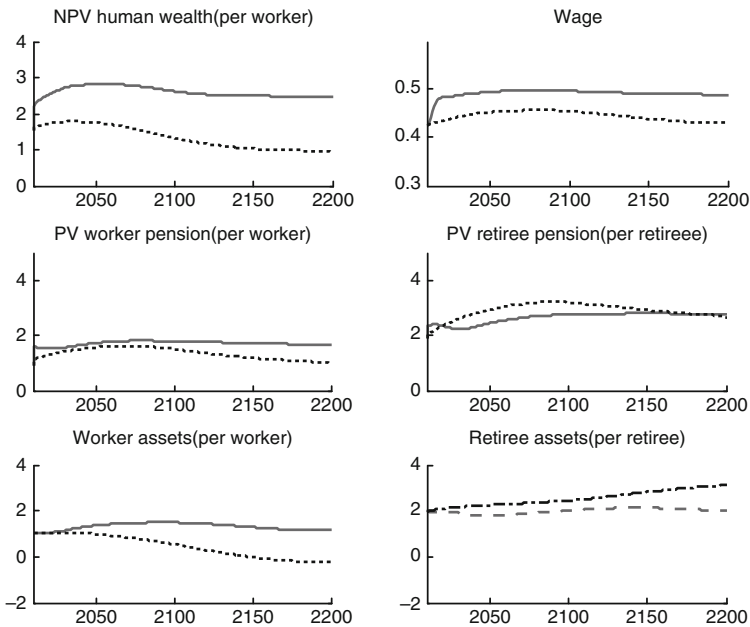 NPV human wealth(per worker)
4
3
2
1
0
2050 2100 2150 2200
Wage
0.5
0.4
0.3
2050 2100 2150 2200
PV worker pension(per worker)
4
2
0
2050 2100 2150 2200
PV retiree pension(per retireee)
4
2
0
2050 2100 2150 2200
Worker assets(per worker)
4
2
0
–2
2050 2100 2150 2200
Retiree assets(per retiree)
4
2
0
–2
2050 2100 2150 2200